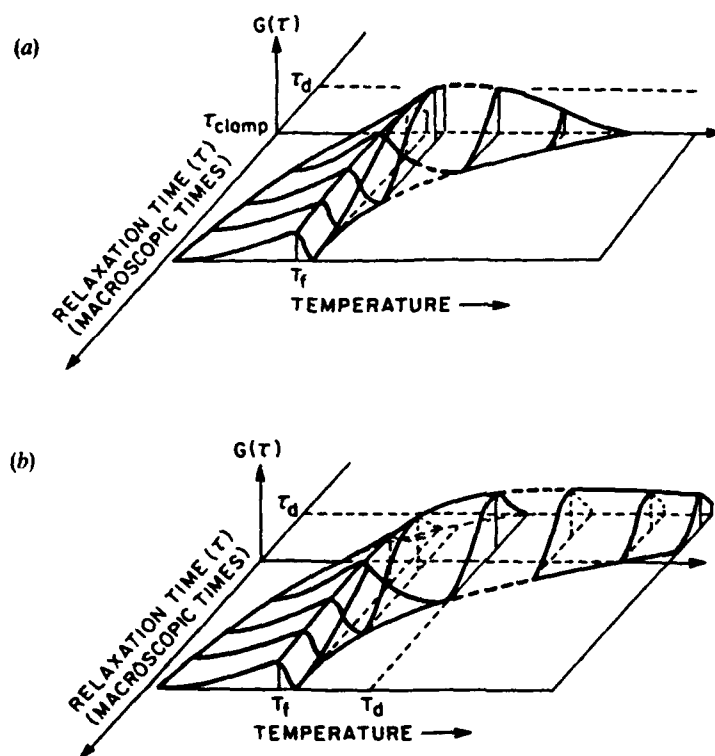 (a)
G(τ)
τd
τclamp
RELAXATION TIME (τ)
(MACROSCOPIC TIMES)
Tf
TEMPERATURE
(b)
G(τ)
τd
RELAXATION TIME (τ)
(MACROSCOPIC TIMES)
Tf
Td
TEMPERATURE